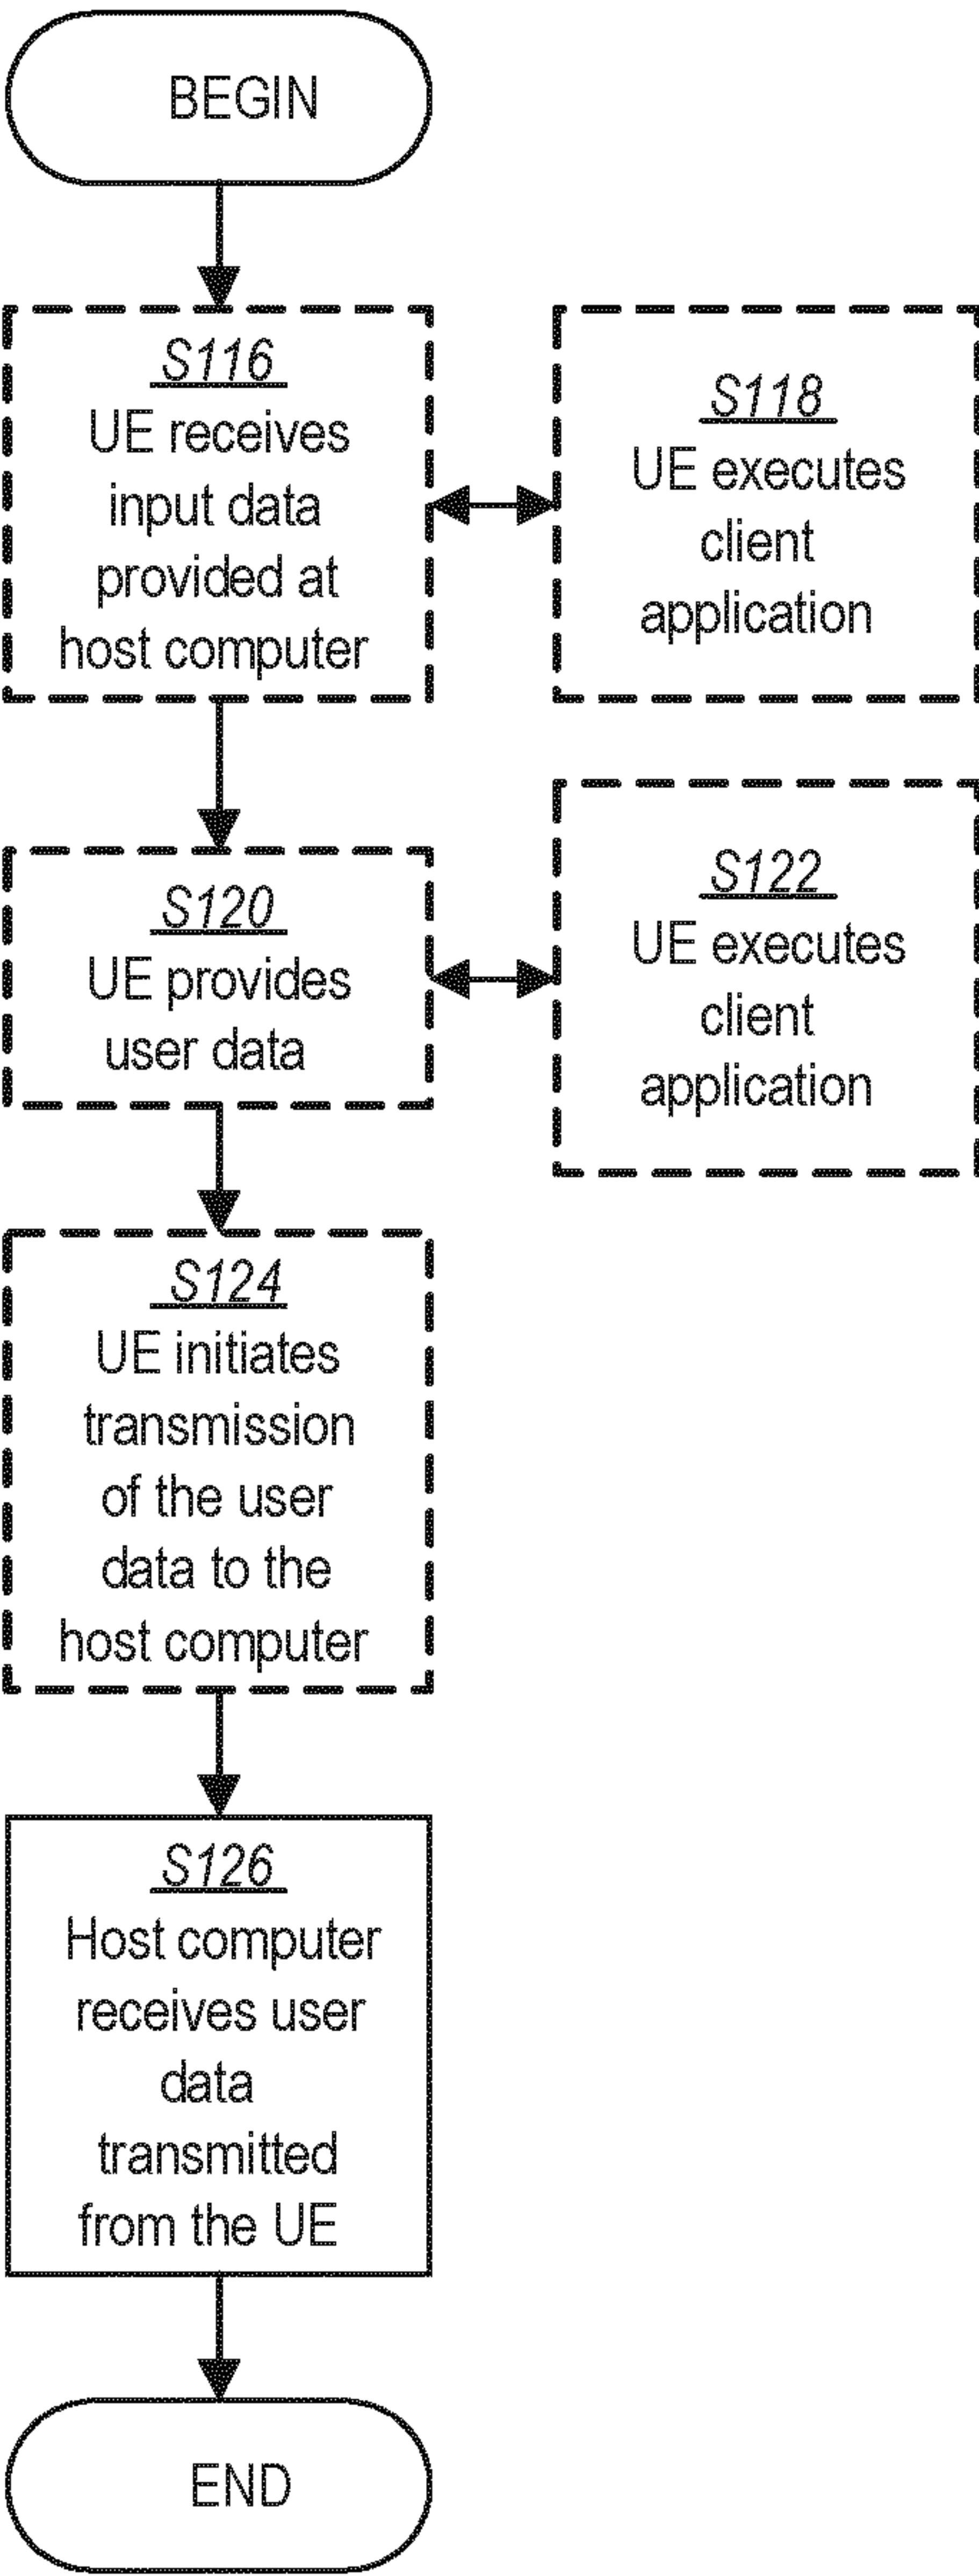 BEGIN
S116
UE receives
input data
provided at
host computer
S118
UE executes
client
application
S120
UE provides
user data
S122
UE executes
client
application
S124
UE initiates
transmission
of the user
data to the
host computer
S126
Host computer
receives user
data
transmitted
from the UE
END